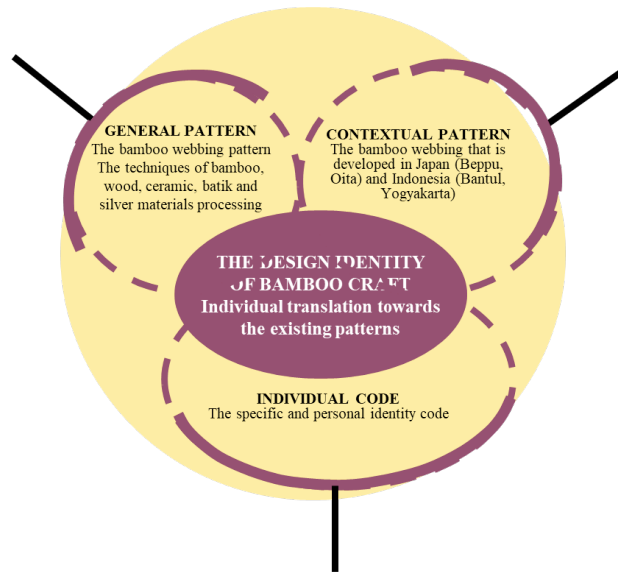 GENERAL PATTERN
The bamboo webbing pattern
The techniques of bamboo,
wood, ceramic, batik and
silver materials processing
CONTEXTUAL PATTERN
The bamboo webbing that is
developed in Japan (Beppu,
Oita) and Indonesia (Bantul,
Yogyakarta)
THE DESIGN IDENTITY
OF BAMBOO CRAFT
Individual translation towards
the existing patterns
INDIVIDUAL CODE
The specific and personal identity code